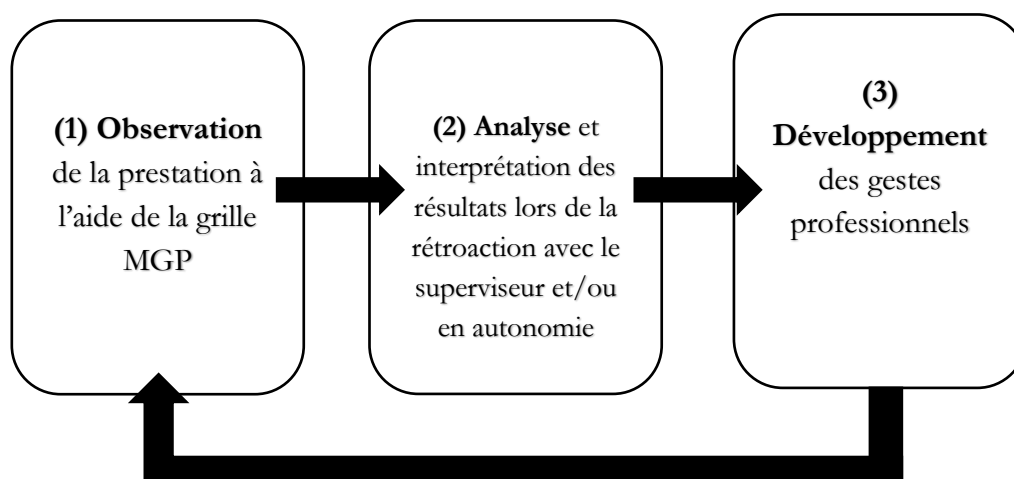 (1) Observation
de la prestation à
l’aide de la grille
MGP
(2) Analyse et
interprétation des
résultats lors de la
rétroaction avec le
superviseur et/ou
en autonomie
(3)
Développement
des gestes
professionnels